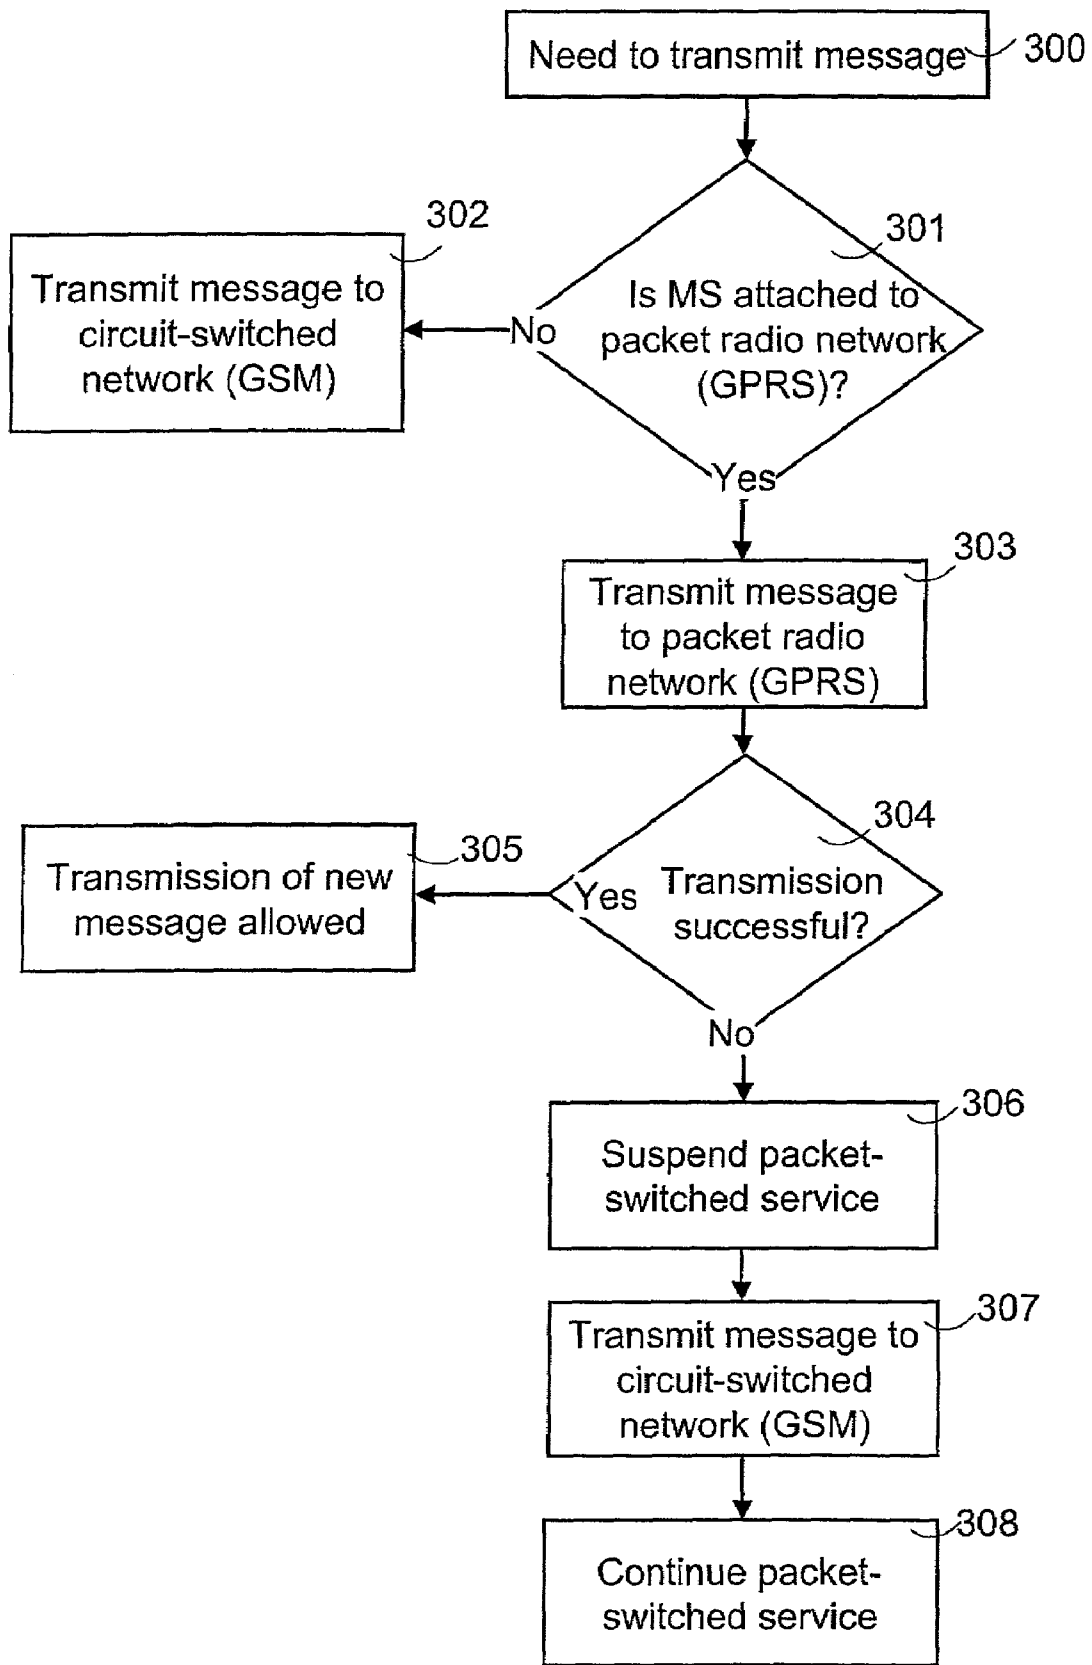 Need to transmit message
300
301
Is MS attached to
packet radio network
(GPRS)?
No
302
Transmit message to
circuit-switched
network (GSM)
Yes
303
Transmit message
to packet radio
network (GPRS)
304
Transmission
successful?
Yes
305
Transmission of new
message allowed
No
306
Suspend packet-
switched service
307
Transmit message to
circuit-switched
network (GSM)
308
Continue packet-
switched service